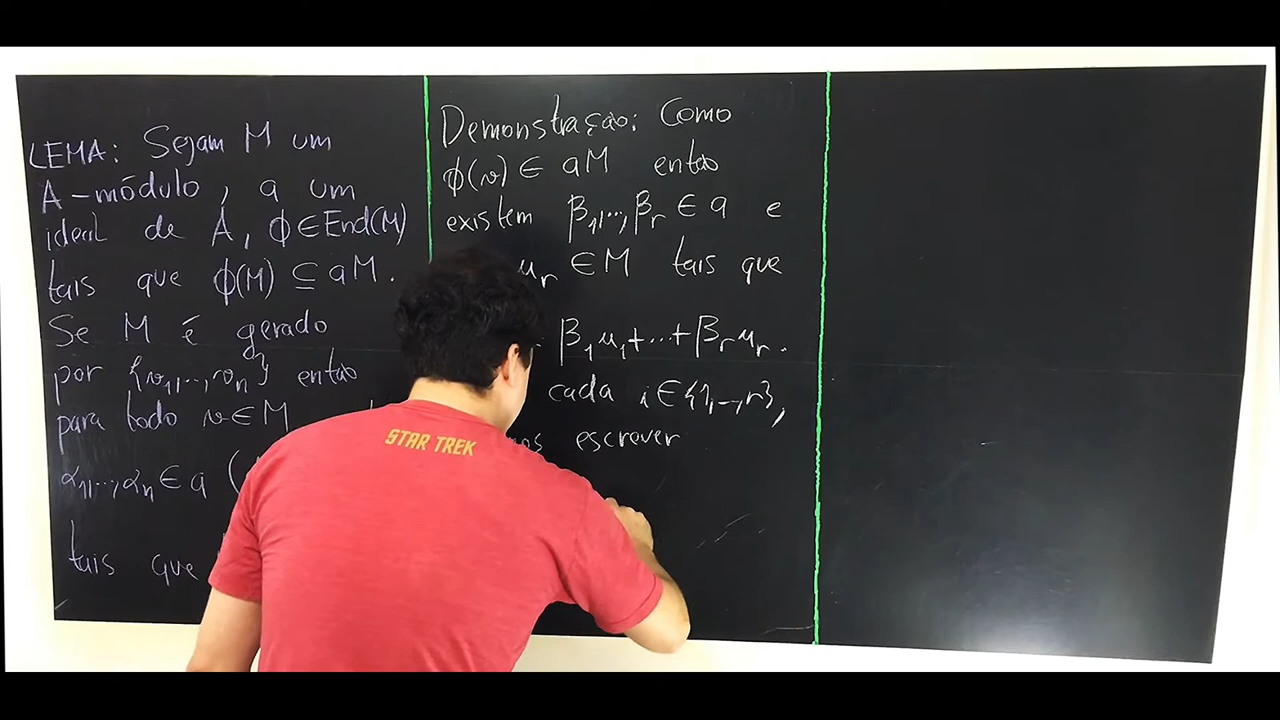 LEMA: Sejam M um
A-módulo, a um
ideal de A, ϕ∈End(M)
tais que ϕ(M) ⊆ aM.
Se M é gerado
por {v₁,...,vₙ} então
para todo v∈M
α₁,...,αₙ∈a (
tais que
Demonstração: Como
ϕ(v)∈ aM então
existem β₁,...,βᵣ ∈ a e
uᵣ ∈M tais que
β₁u₁+...+βᵣuᵣ.
cada i∈{1,...,r},
escrever
STAR TREK